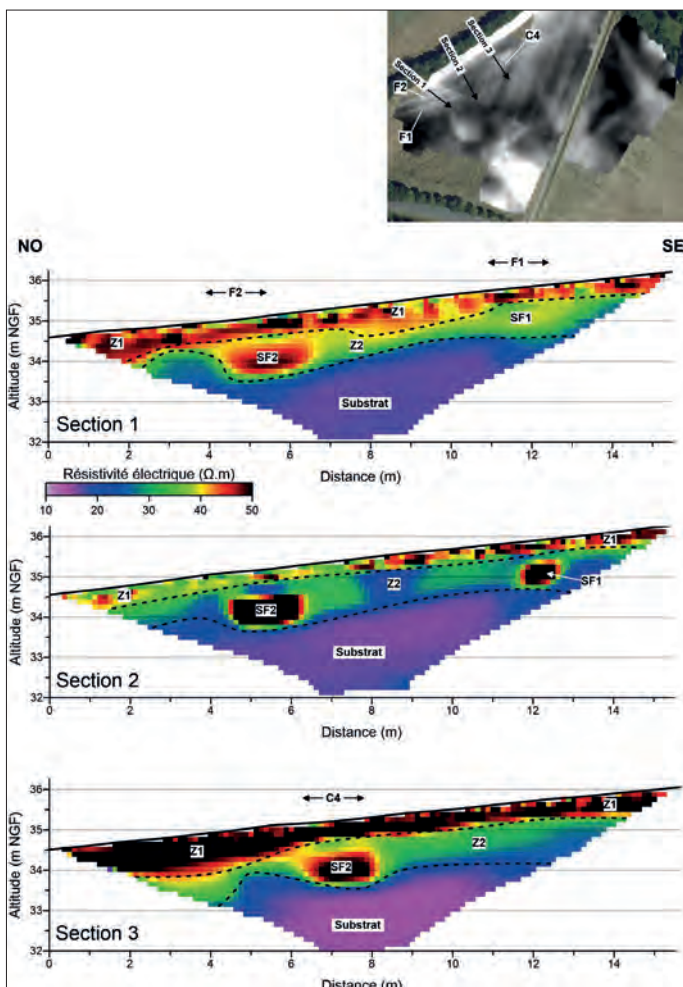 Section 3
C4
Section 2
Section 1
F2
F1
NO
SE
F2
F1
36
35
34
33
32
Altitude (m NGF)
Z1
Z1
SF1
SF2
Z2
Substrat
Section 1
0 2 4 6 8 10 12 14
Distance (m)
Résistivité électrique (Ω.m)
10 20 30 40 50
36
35
34
33
32
Altitude (m NGF)
Z1
Z1
Z2
SF1
SF2
Substrat
Section 2
0 2 4 6 8 10 12 14
Distance (m)
C4
36
35
34
33
32
Altitude (m NGF)
Z1
Z1
Z2
SF2
Substrat
Section 3
0 2 4 6 8 10 12 14
Distance (m)